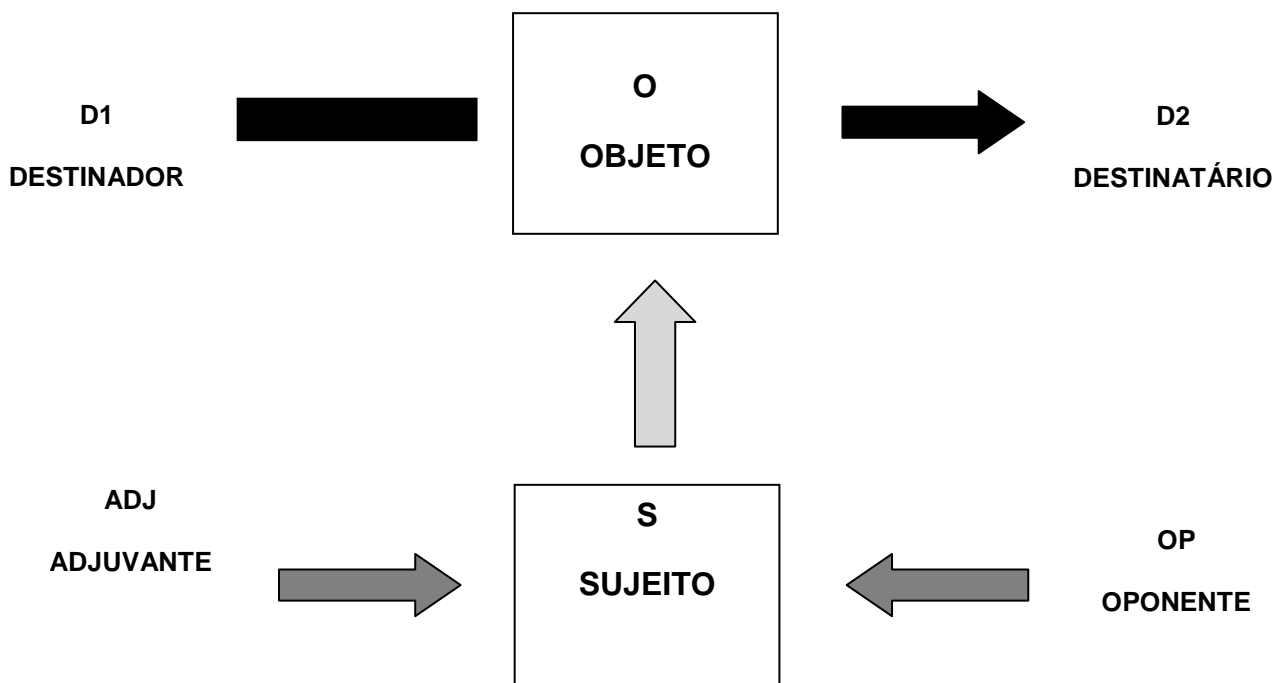 O
OBJETO
D1
DESTINADOR
D2
DESTINATÁRIO
ADJ
ADJUVANTE
S
SUJEITO
OP
OPONENTE